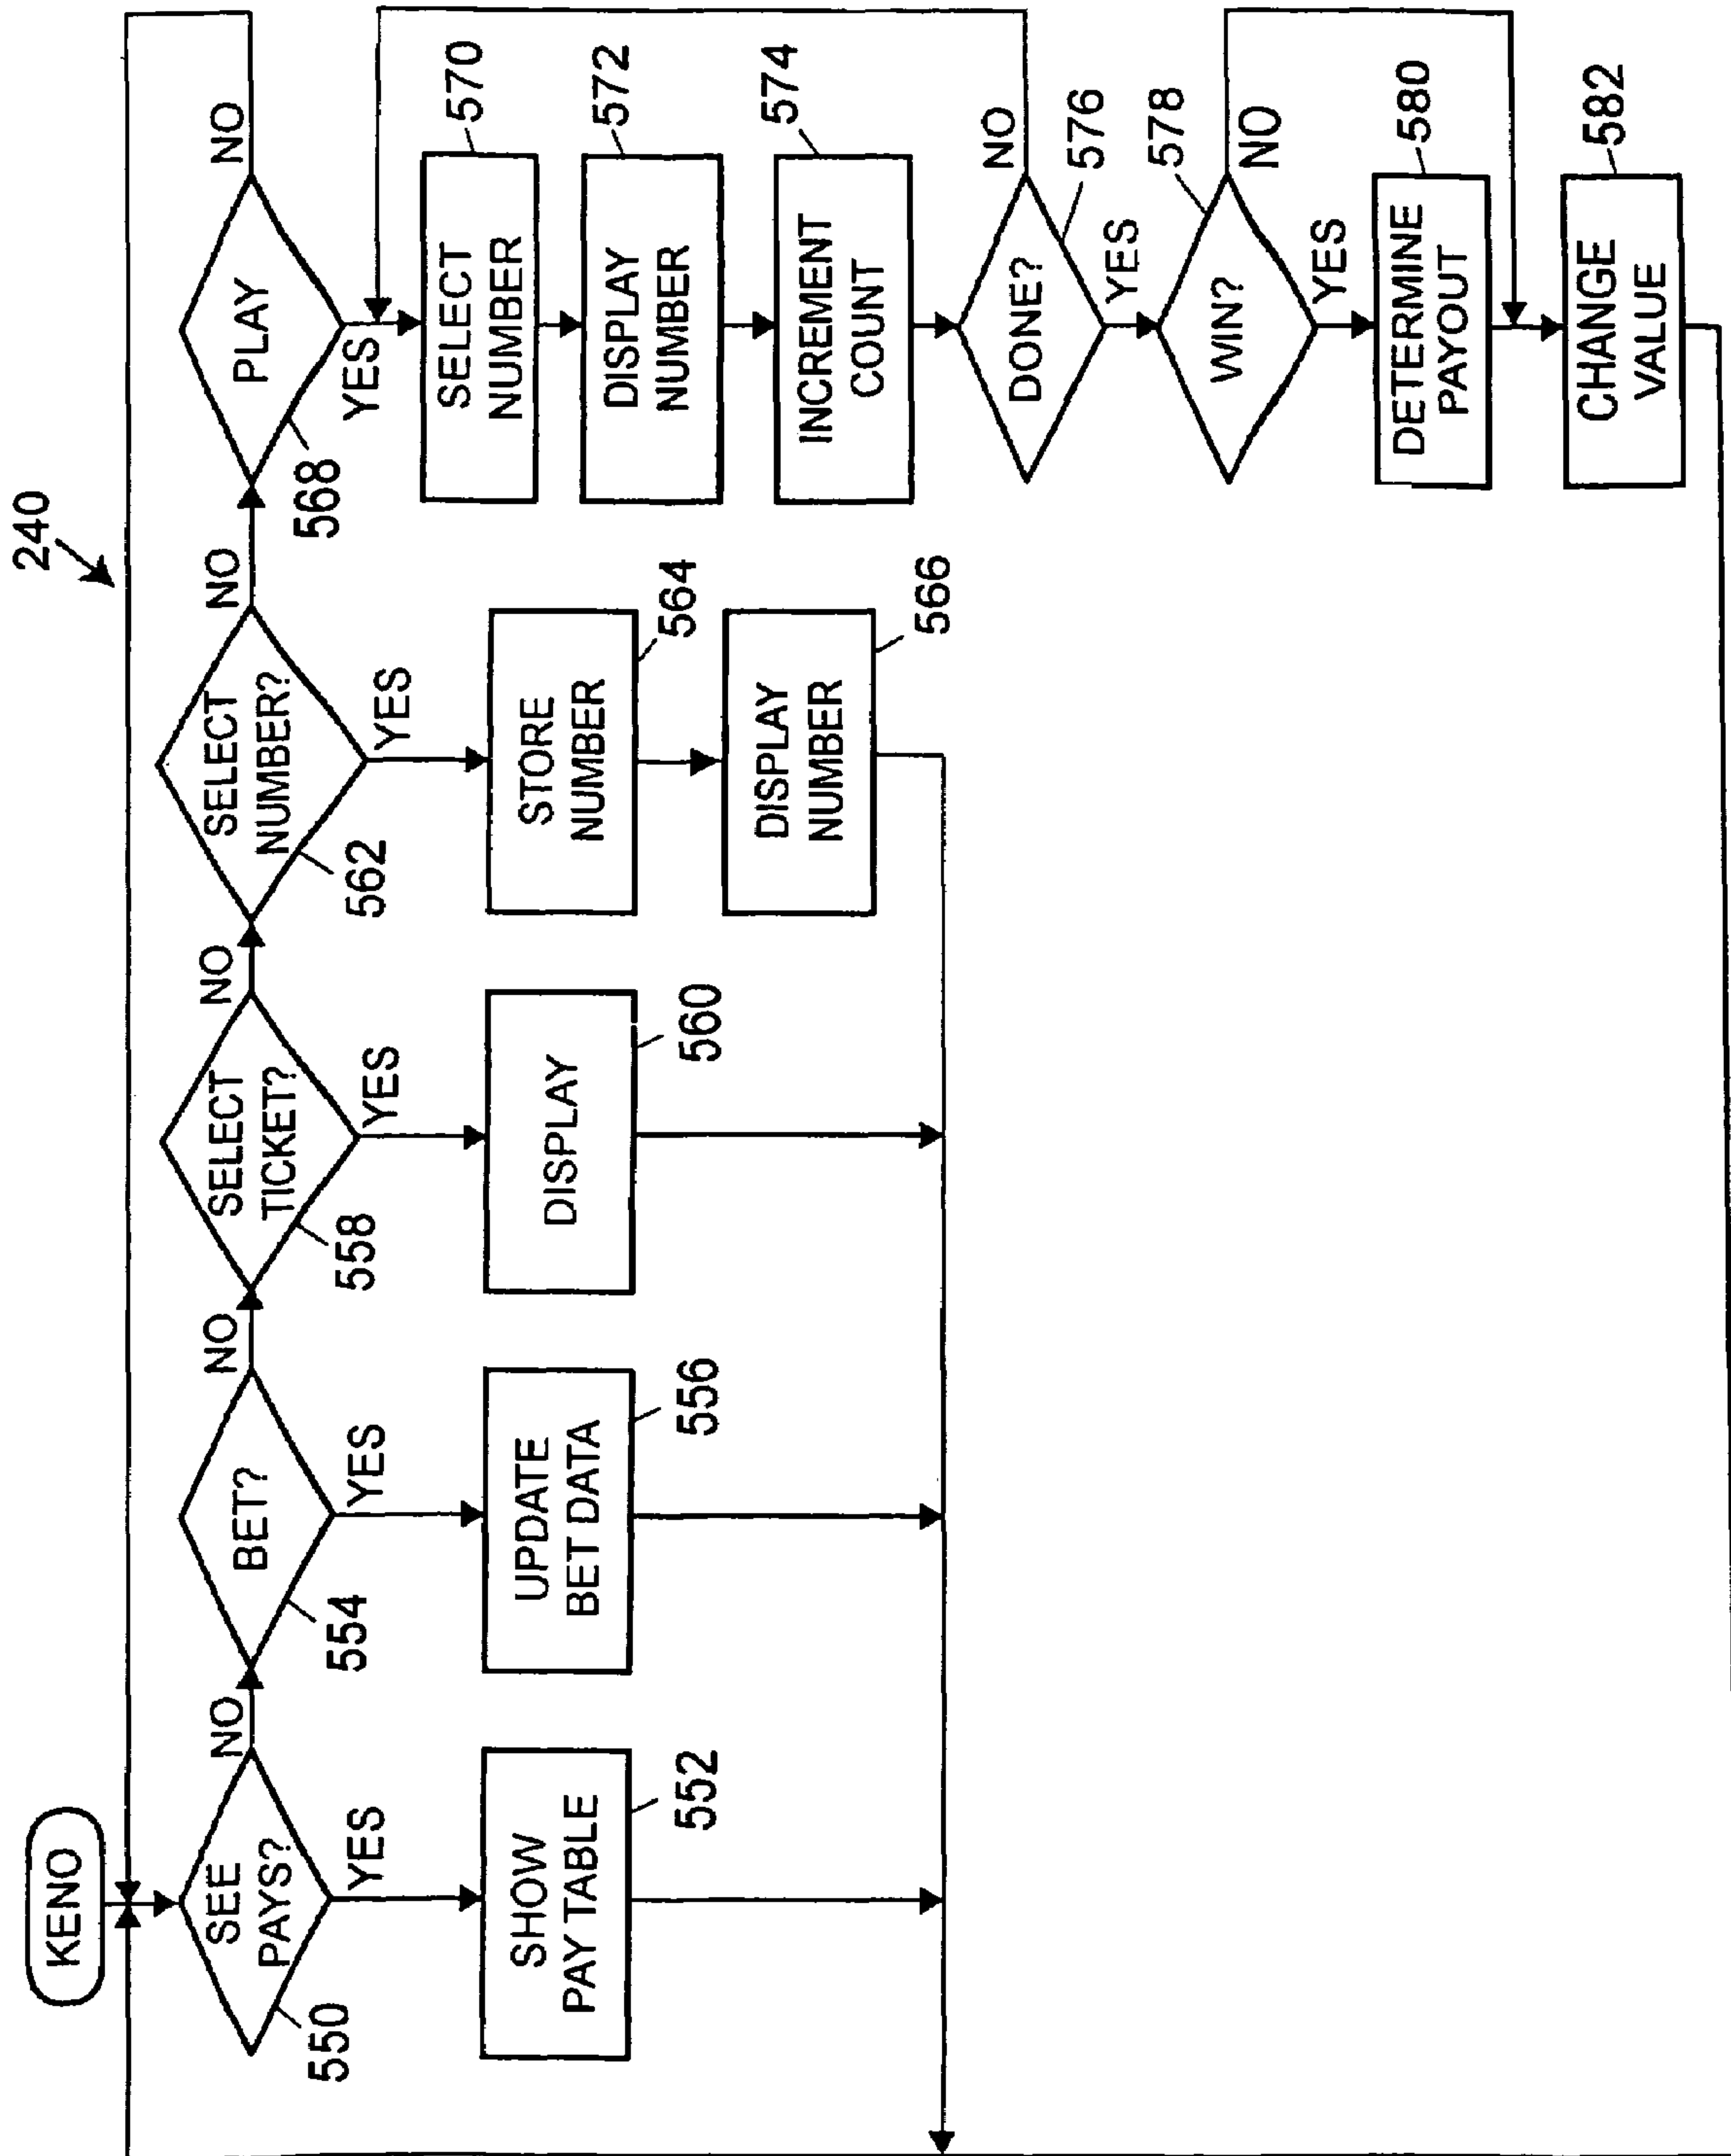 240
KENO
SEE
PAYS?
550
NO
YES
SHOW
PAY TABLE
552
BET?
554
NO
YES
UPDATE
BET DATA
556
SELECT
TICKET?
558
NO
YES
DISPLAY
560
SELECT
NUMBER?
562
NO
YES
STORE
NUMBER
564
DISPLAY
NUMBER
566
PLAY
568
NO
YES
SELECT
NUMBER
570
DISPLAY
NUMBER
572
INCREMENT
COUNT
574
DONE?
NO
576
YES
WIN?
578
NO
YES
DETERMINE
PAYOUT
580
CHANGE
VALUE
582